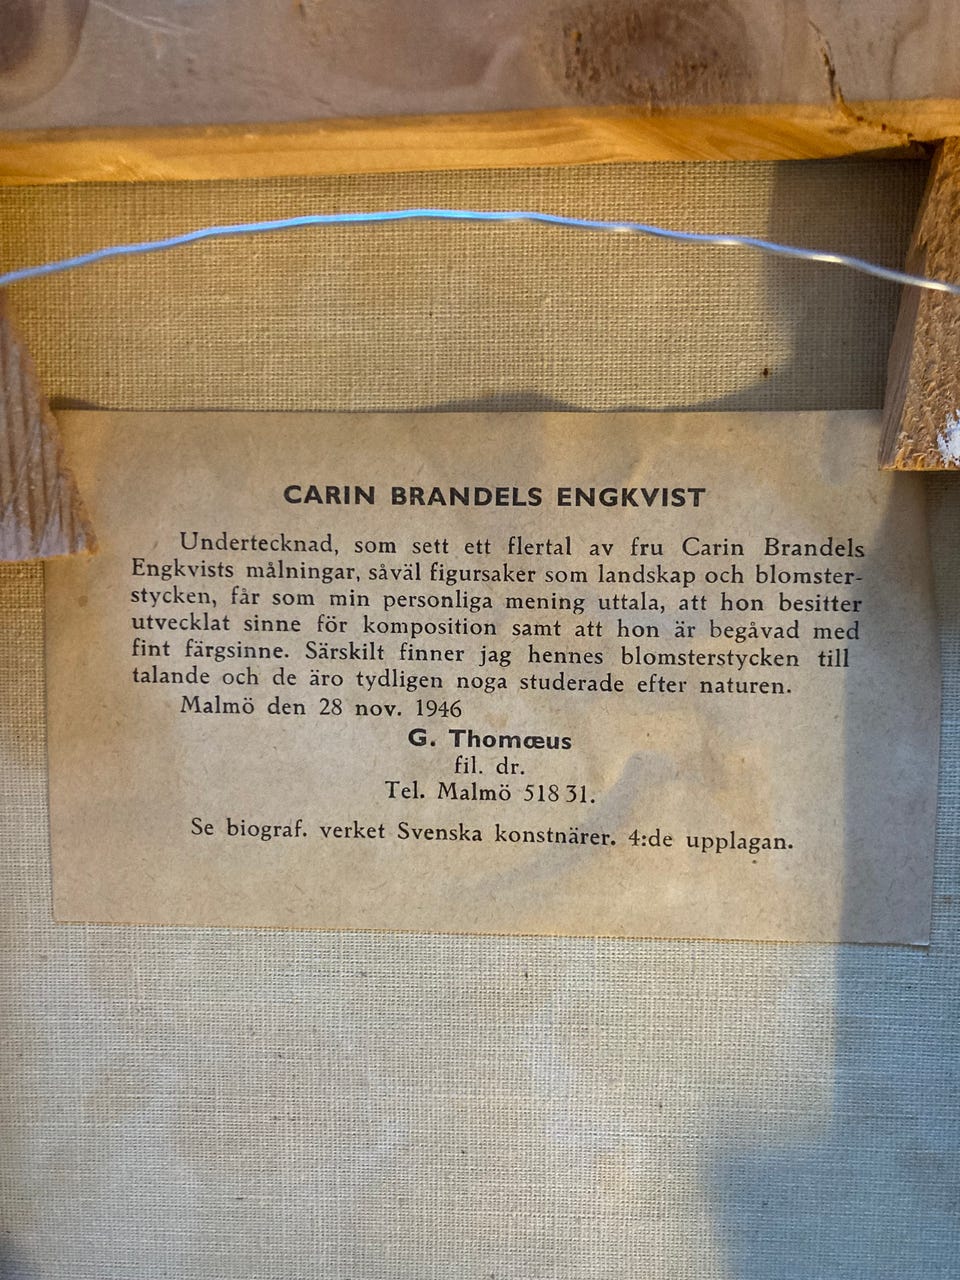 CARIN BRANDELS ENGKVIST
Undertecknad, som sett ett flertal av fru Carin Brandels
Engkvists målningar, såväl figursaker som landskap och blomster-
stycken, får som min personliga mening uttala, att hon besitter
utvecklat sinne för komposition samt att hon är begåvad med
fint färgsinne. Särskilt finner jag hennes blomsterstycken till
talande och de äro tydligen noga studerade efter naturen.
Malmö den 28 nov. 1946
G. Thomœus
fil. dr.
Tel. Malmö 518 31.
Se biograf. verket Svenska konstnärer. 4:de upplagan.